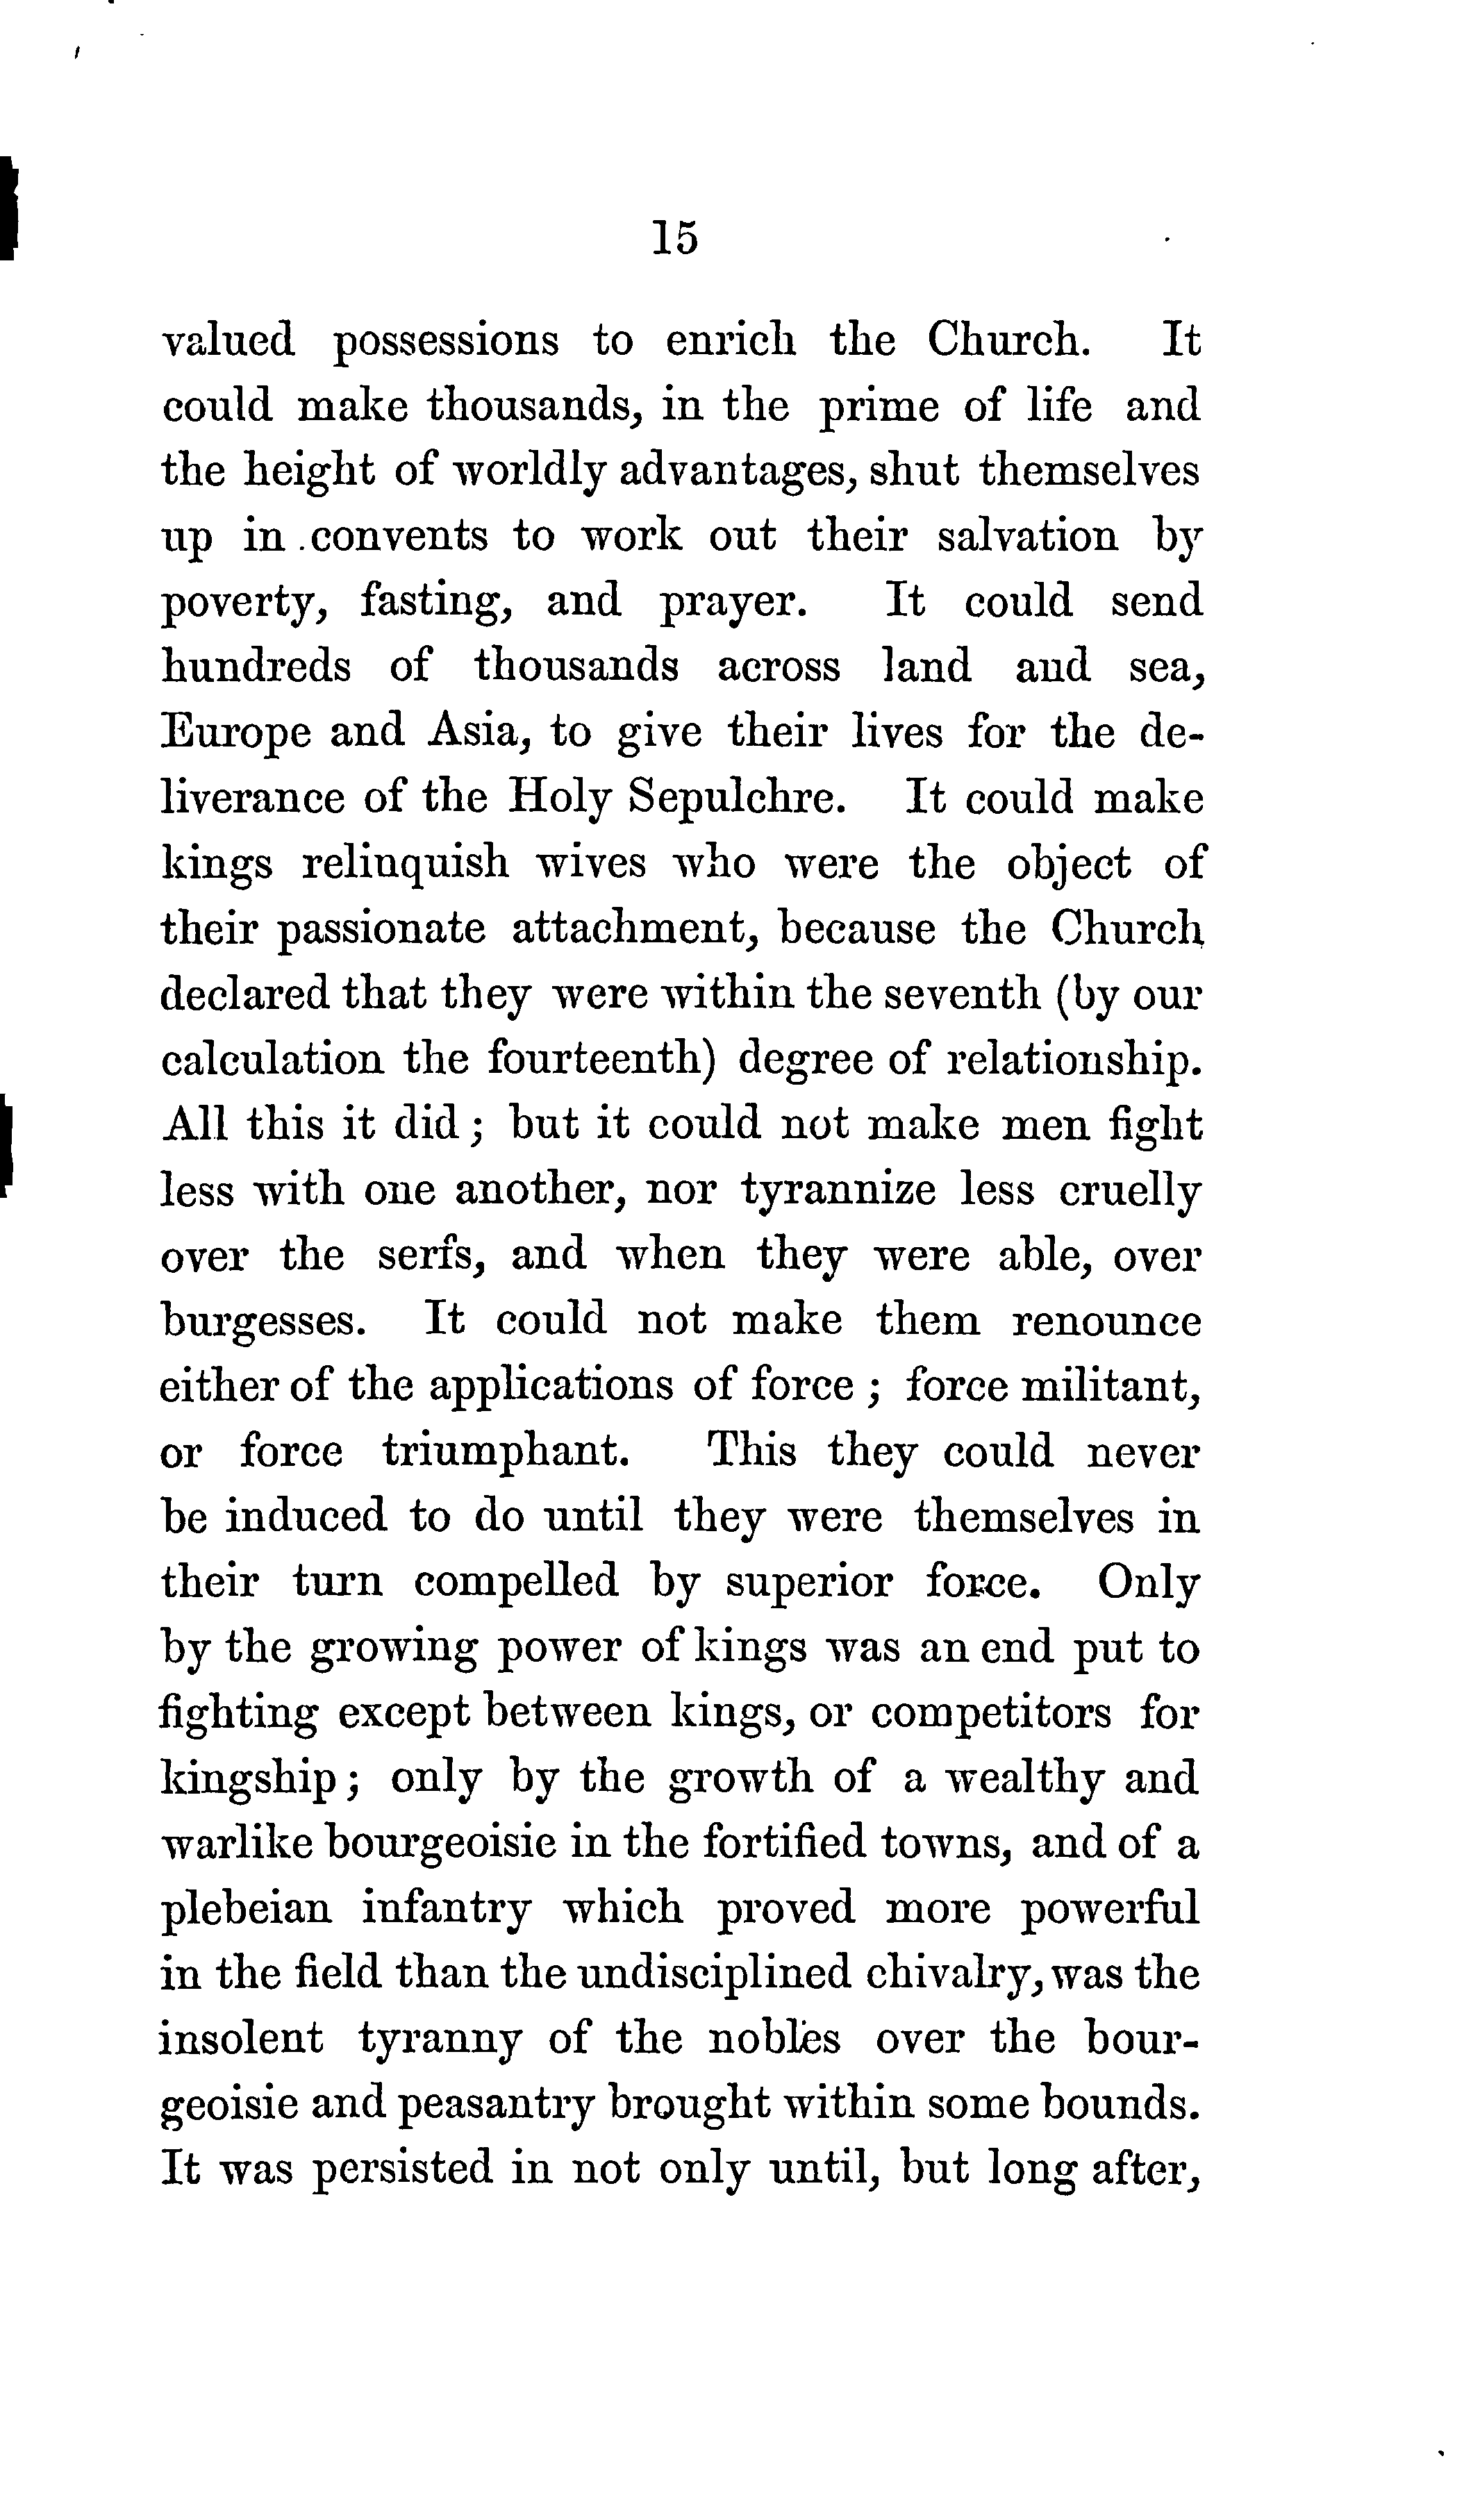 15
valued possessions to enrich the Church. It
could make thousands, in the prime of life and
the height of worldly advantages, shut themselves
up in convents to work out their salvation by
poverty, fasting, and prayer. It could send
hundreds of thousands across land and sea,
Europe and Asia, to give their lives for the de-
liverance of the Holy Sepulchre. It could make
kings relinquish wives who were the object of
their passionate attachment, because the Church
declared that they were within the seventh (by our
calculation the fourteenth) degree of relationship.
All this it did; but it could not make men fight
less with one another, nor tyrannize less cruelly
over the serfs, and when they were able, over
burgesses. It could not make them renounce
either of the applications of force; force militant,
or force triumphant. This they could never
be induced to do until they were themselves in
their turn compelled by superior force. Only
by the growing power of kings was an end put to
fighting except between kings, or competitors for
kingship; only by the growth of a wealthy and
warlike bourgeoisie in the fortified towns, and of a
plebeian infantry which proved more powerful
in the field than the undisciplined chivalry, was the
insolent tyranny of the nobles over the bour-
geoisie and peasantry brought within some bounds.
It was persisted in not only until, but long after,